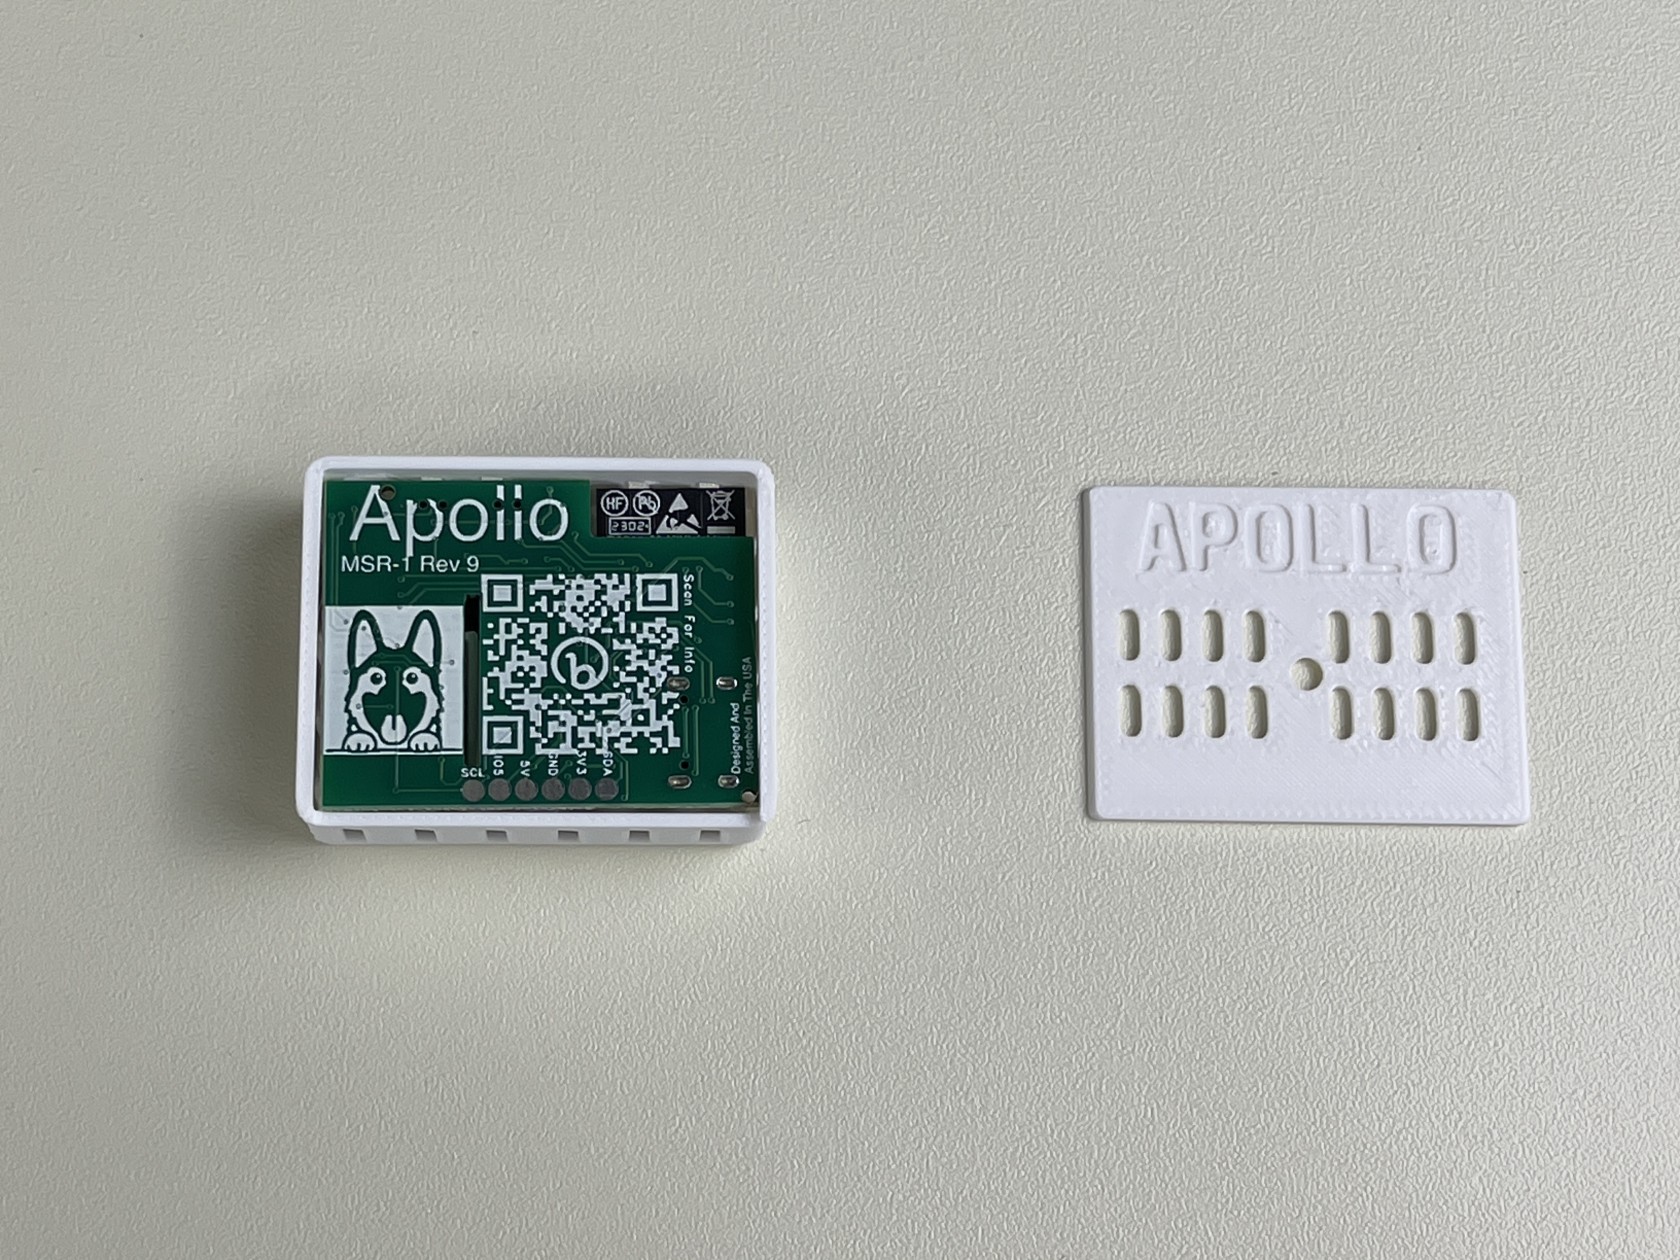 Apollo
MSR-1 Rev 9
HF
Pb
2302
Scan For Info
Designed And
Assembled In The USA
SCL
IO5
5V
GND
3V3
SDA
APOLLO